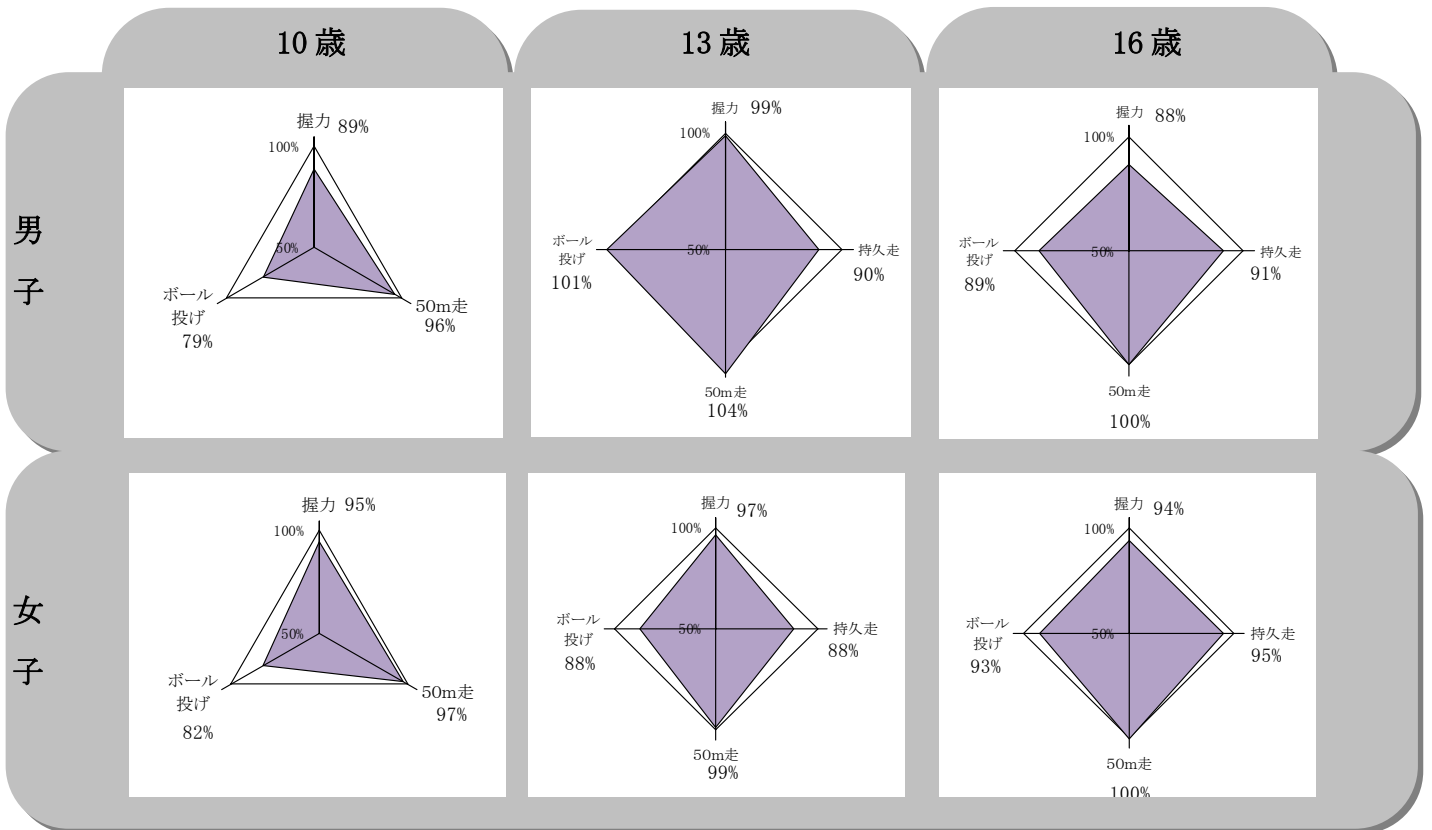 10 歳
13 歳
16 歳
男
子
握力 89%
100%
50%
ボール
投げ
79%
50m走
96%
握力 99%
100%
50%
ボール
投げ
101%
持久走
90%
50m走
104%
握力 88%
100%
50%
ボール
投げ
89%
持久走
91%
50m走
100%
女
子
握力 95%
100%
50%
ボール
投げ
82%
50m走
97%
握力 97%
100%
50%
ボール
投げ
88%
持久走
88%
50m走
99%
握力 94%
100%
50%
ボール
投げ
93%
持久走
95%
50m走
100%